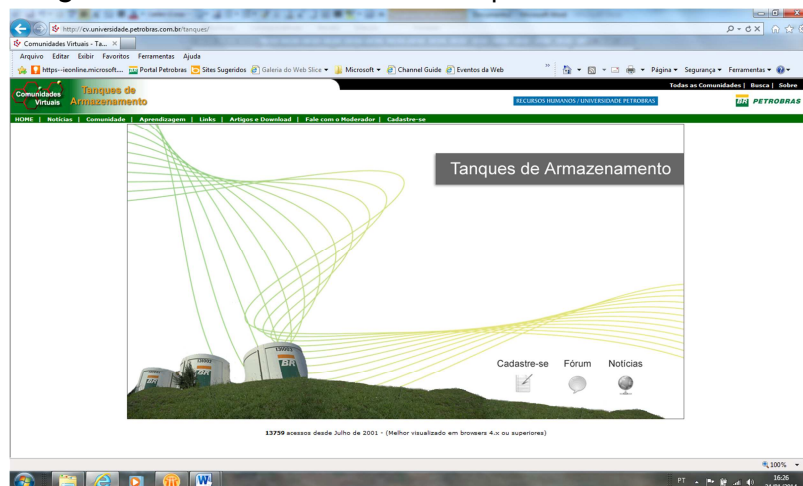 http://cv.universidade.petrobras.com.br/tanques/
Comunidades Virtuais - Ta...
Arquivo Editar Exibir Favoritos Ferramentas Ajuda
https--ieonline.microsoft.... Portal Petrobras Sites Sugeridos Galeria do Web Slice Microsoft Channel Guide Eventos da Web
Página Segurança Ferramentas
Todas as Comunidades | Busca | Sobre
Comunidades Virtuais
Tanques de Armazenamento
RECURSOS HUMANOS / UNIVERSIDADE PETROBRAS
BR PETROBRAS
HOME | Notícias | Comunidade | Aprendizagem | Links | Artigos e Download | Fale com o Moderador | Cadastre-se
Tanques de Armazenamento
BR
Cadastre-se Fórum Notícias
13759 acessos desde Julho de 2001 - (Melhor visualizado em browsers 4.x ou superiores)
100%
PT
16:26